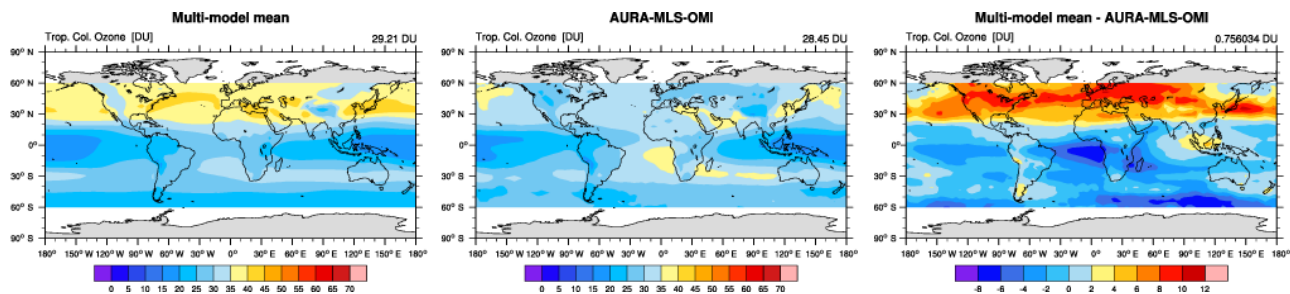 Multi-model mean
Trop. Col. Ozone [DU] 29.21 DU
90° N
60° N
30° N
0°
30° S
60° S
90° S
180° 150° W 120° W 90° W 60° W 30° W 0° 30° E 60° E 90° E 120° E 150° E 180°
0 5 10 15 20 25 30 35 40 45 50 55 60 65 70
AURA-MLS-OMI
Trop. Col. Ozone [DU] 28.45 DU
90° N
60° N
30° N
0°
30° S
60° S
90° S
180° 150° W 120° W 90° W 60° W 30° W 0° 30° E 60° E 90° E 120° E 150° E 180°
0 5 10 15 20 25 30 35 40 45 50 55 60 65 70
Multi-model mean - AURA-MLS-OMI
Trop. Col. Ozone [DU] 0.756034 DU
90° N
60° N
30° N
0°
30° S
60° S
90° S
180° 150° W 120° W 90° W 60° W 30° W 0° 30° E 60° E 90° E 120° E 150° E 180°
-8 -6 -4 -2 0 2 4 6 8 10 12